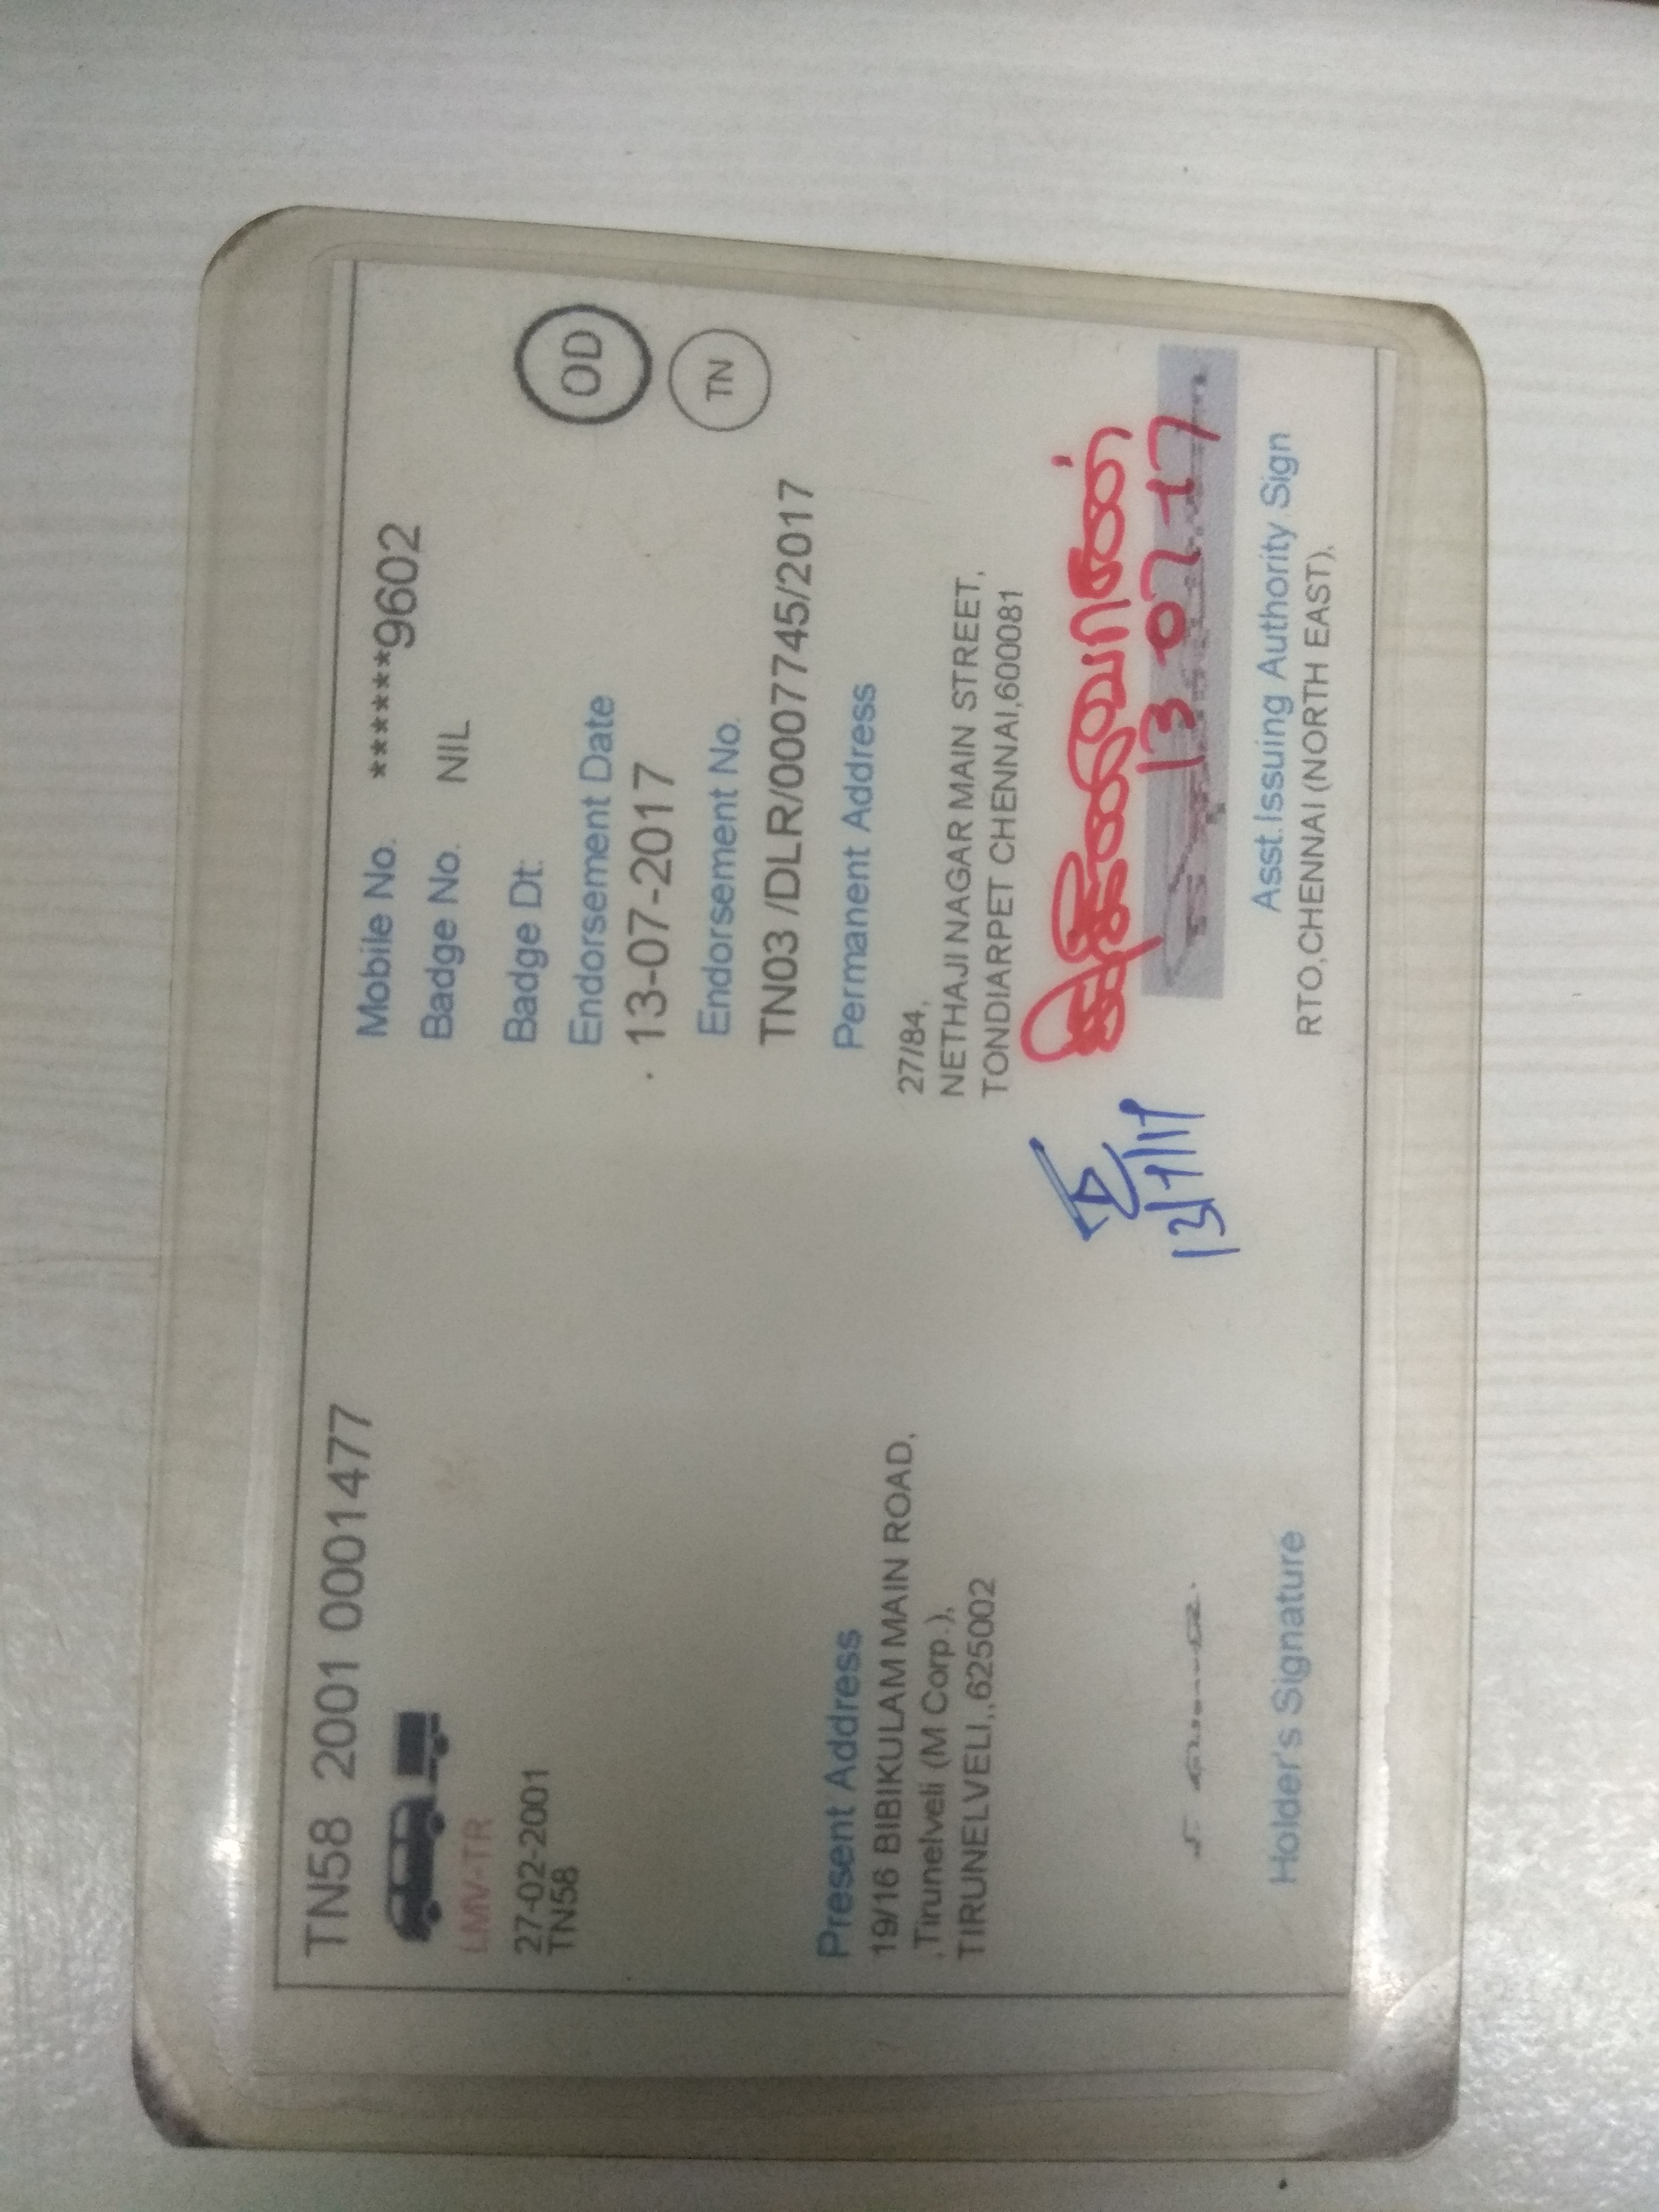 TN58 2001 0001477
LMV-TR
27-02-2001
TN58
Mobile No. ******9602
Badge No. NIL
Badge Dt.
Endorsement Date
13-07-2017
Endorsement No.
TN03 /DLR/0007745/2017
OD
TN
Present Address
19/16 BIBIKULAM MAIN ROAD,
,Tirunelveli (M Corp.),
TIRUNELVELI,,625002
Permanent Address
27/84,
NETHAJI NAGAR MAIN STREET,
TONDIARPET CHENNAI,600081
13/7/17
13-07-17
Holder's Signature
Asst.Issuing Authority Sign
RTO,CHENNAI (NORTH EAST),